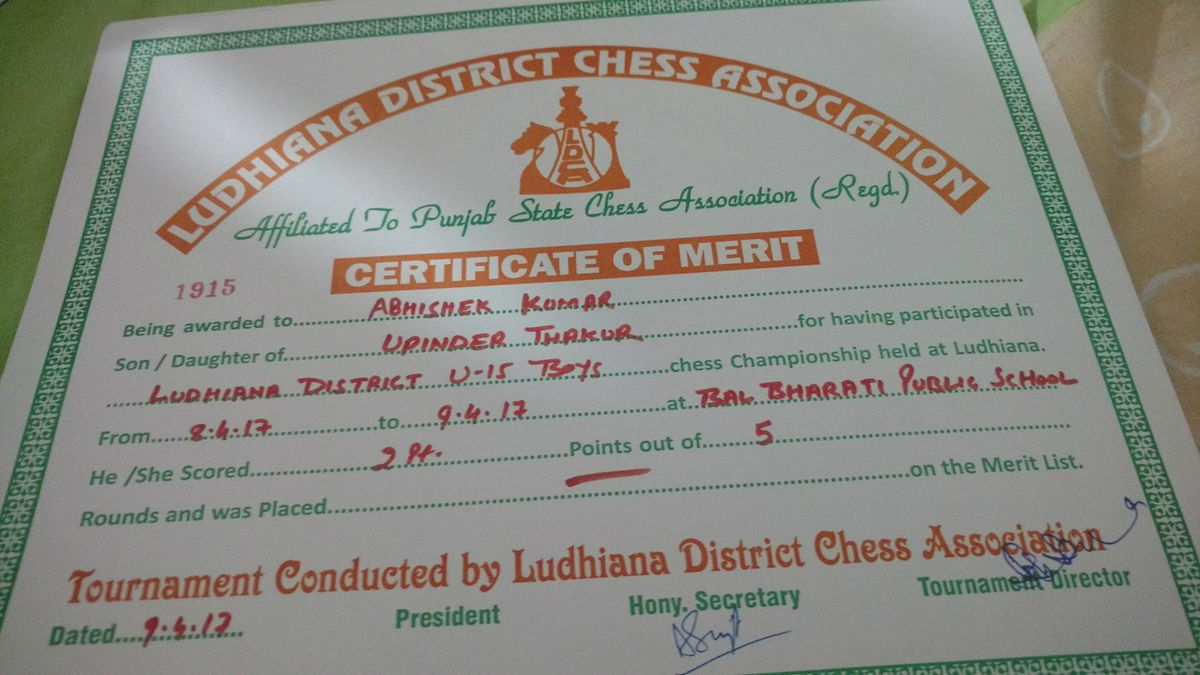 LUDHIANA DISTRICT CHESS ASSOCIATION
LDCA
Affiliated To Punjab State Chess Association (Regd.)
CERTIFICATE OF MERIT
1915
Being awarded to ABHISHEK KUMAR
Son / Daughter of UPINDER THAKUR for having participated in
LUDHIANA DISTRICT U-15 BOYS chess Championship held at Ludhiana.
From 8.4.17 to 9.4.17 at BAL BHARATI PUBLIC SCHOOL
He /She Scored 2 Pt. Points out of 5
Rounds and was Placed on the Merit List.
Tournament Conducted by Ludhiana District Chess Association
Dated 9.4.17 President Hony. Secretary Tournament Director